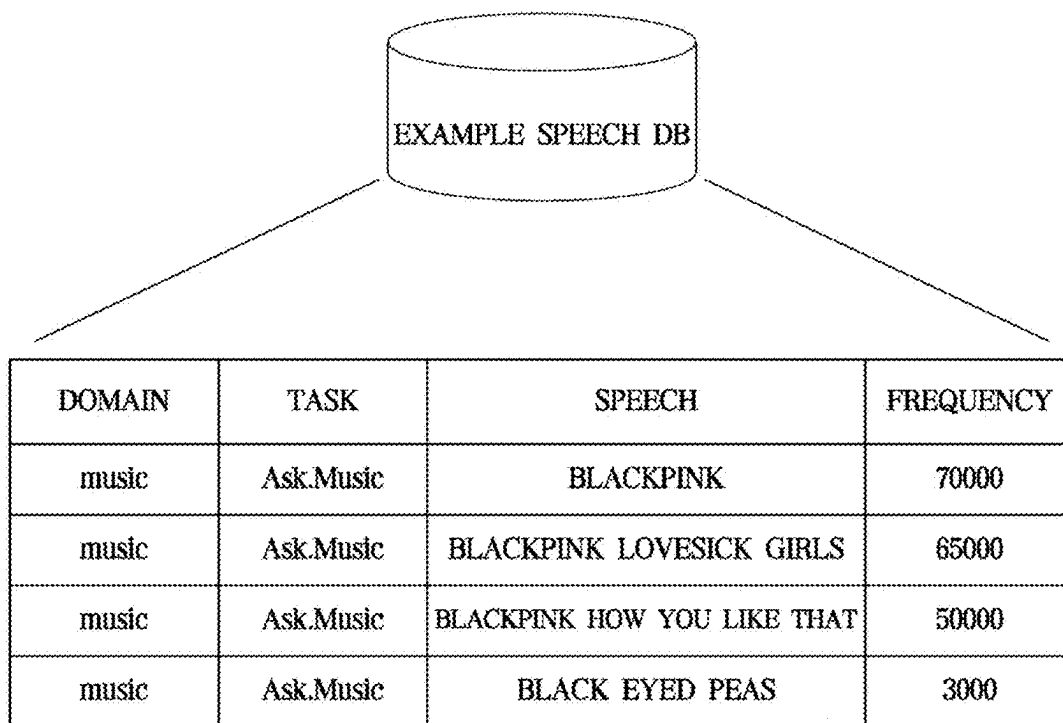 EXAMPLE SPEECH DB
DOMAIN TASK SPEECH FREQUENCY
music Ask.Music BLACKPINK 70000
music Ask.Music BLACKPINK LOVESICK GIRLS 65000
music Ask.Music BLACKPINK HOW YOU LIKE THAT 50000
music Ask.Music BLACK EYED PEAS 3000